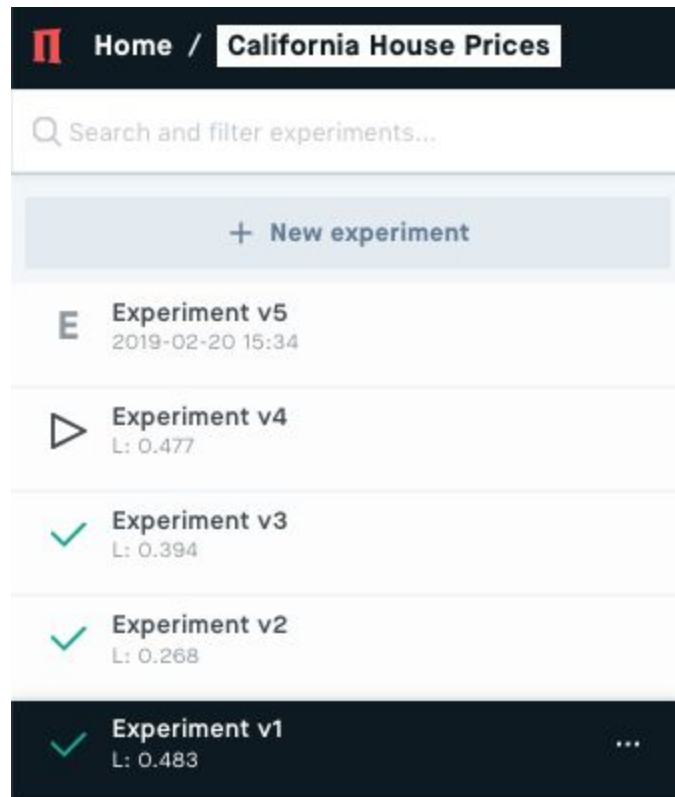 Home / California House Prices
Search and filter experiments...
+ New experiment
E
Experiment v5
2019-02-20 15:34
Experiment v4
L: 0.477
Experiment v3
L: 0.394
Experiment v2
L: 0.268
Experiment v1
L: 0.483
...